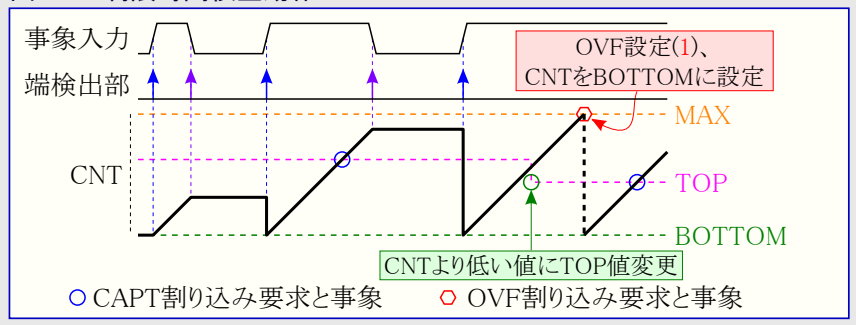 事象入力
端検出部
OVF設定(1)、
CNTをBOTTOMに設定
MAX
CNT
TOP
BOTTOM
CNTより低い値にTOP値変更
CAPT割り込み要求と事象
OVF割り込み要求と事象